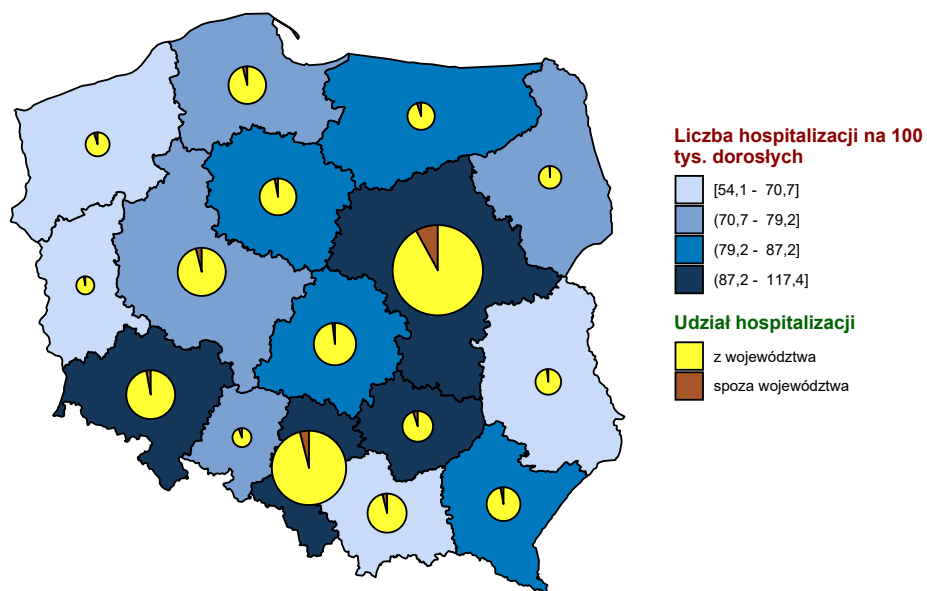 Liczba hospitalizacji na 100
tys. dorosłych
[54,1 - 70,7]
(70,7 - 79,2]
(79,2 - 87,2]
(87,2 - 117,4]
Udział hospitalizacji
z województwa
spoza województwa